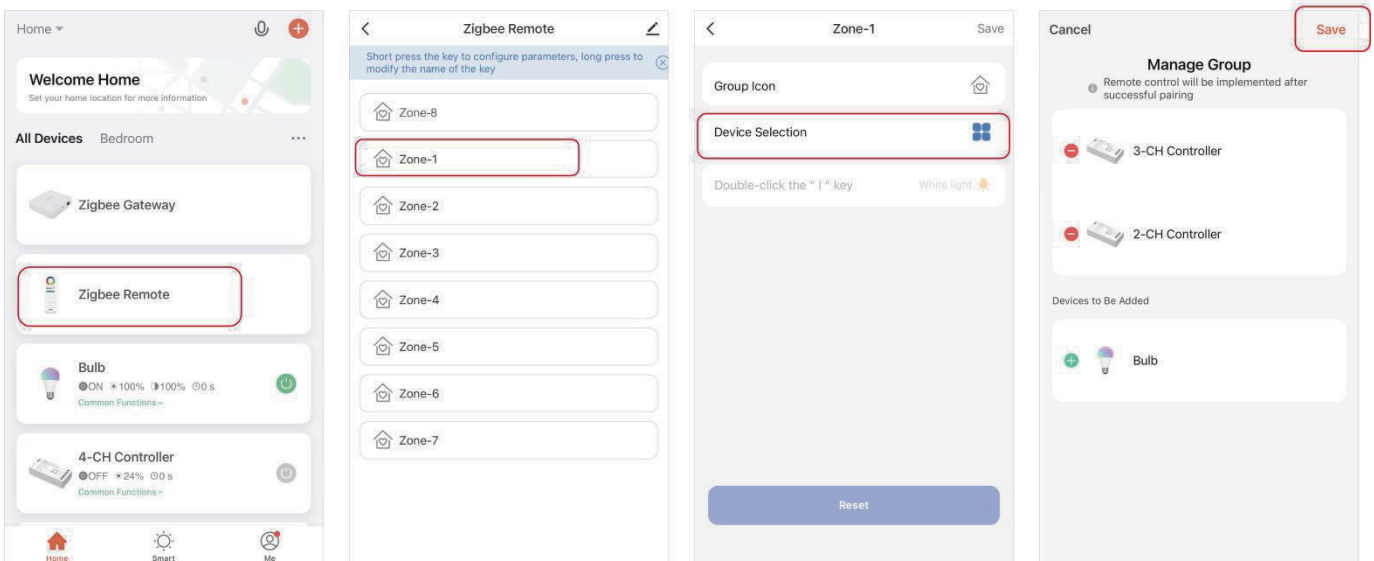 Home
Welcome Home
Set your home location for more information
All Devices Bedroom
Zigbee Gateway
Zigbee Remote
Bulb
ON 100% 100% 0 s
Common Functions
4-CH Controller
OFF 24% 0 s
Common Functions
Home Smart Me
Zigbee Remote
Short press the key to configure parameters, long press to
modify the name of the key
Zone-8
Zone-1
Zone-2
Zone-3
Zone-4
Zone-5
Zone-6
Zone-7
Zone-1 Save
Group Icon
Device Selection
Double-click the " I " key White light
Reset
Cancel Save
Manage Group
Remote control will be implemented after
successful pairing
3-CH Controller
2-CH Controller
Devices to Be Added
Bulb